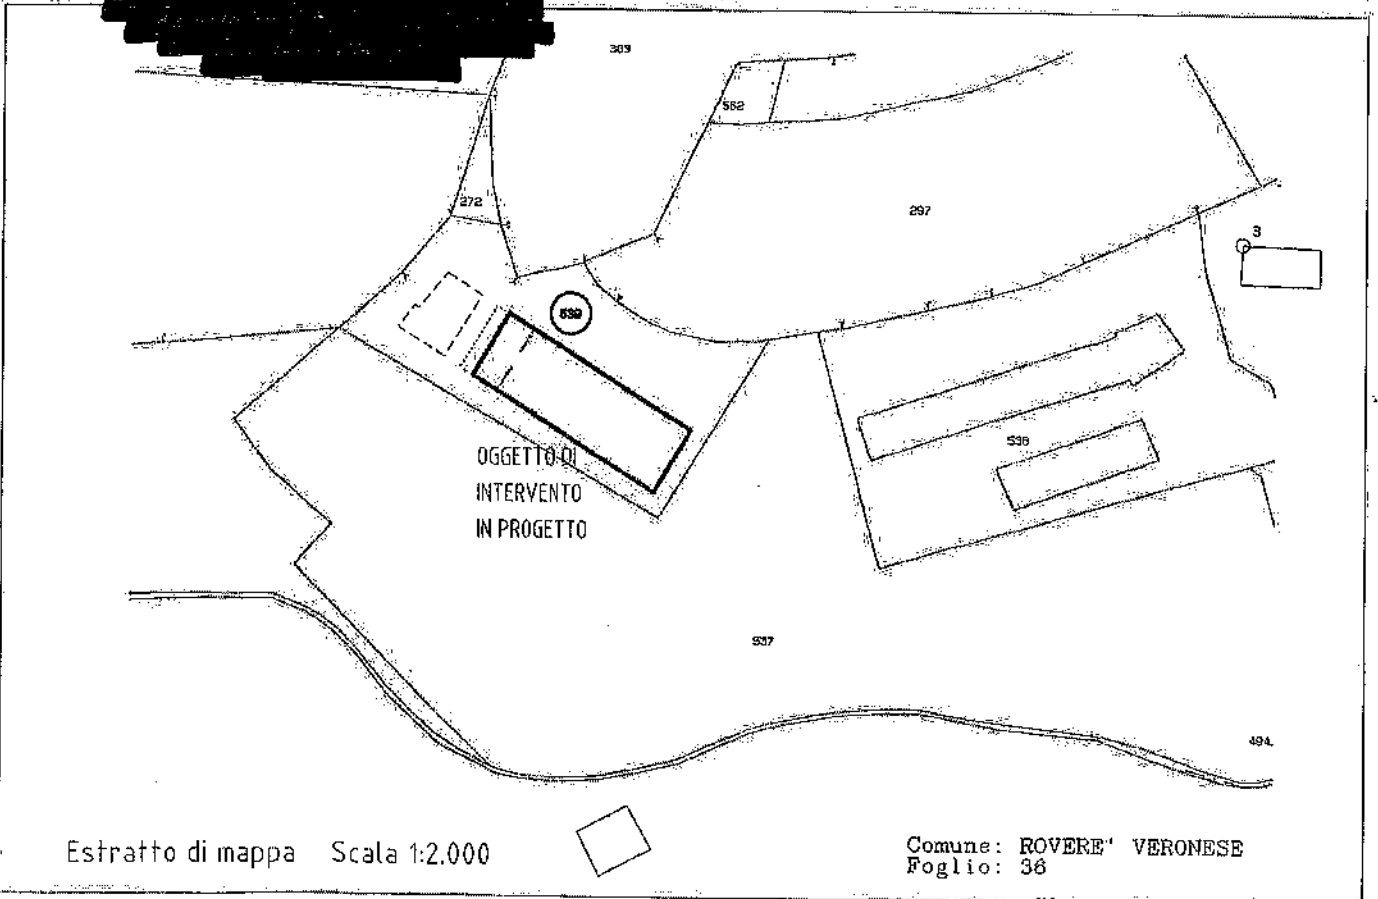 389
562
272
297
3
539
OGGETTO DI
INTERVENTO
IN PROGETTO
538
537
494
Estratto di mappa Scala 1:2.000
Comune: ROVERE' VERONESE
Foglio: 36